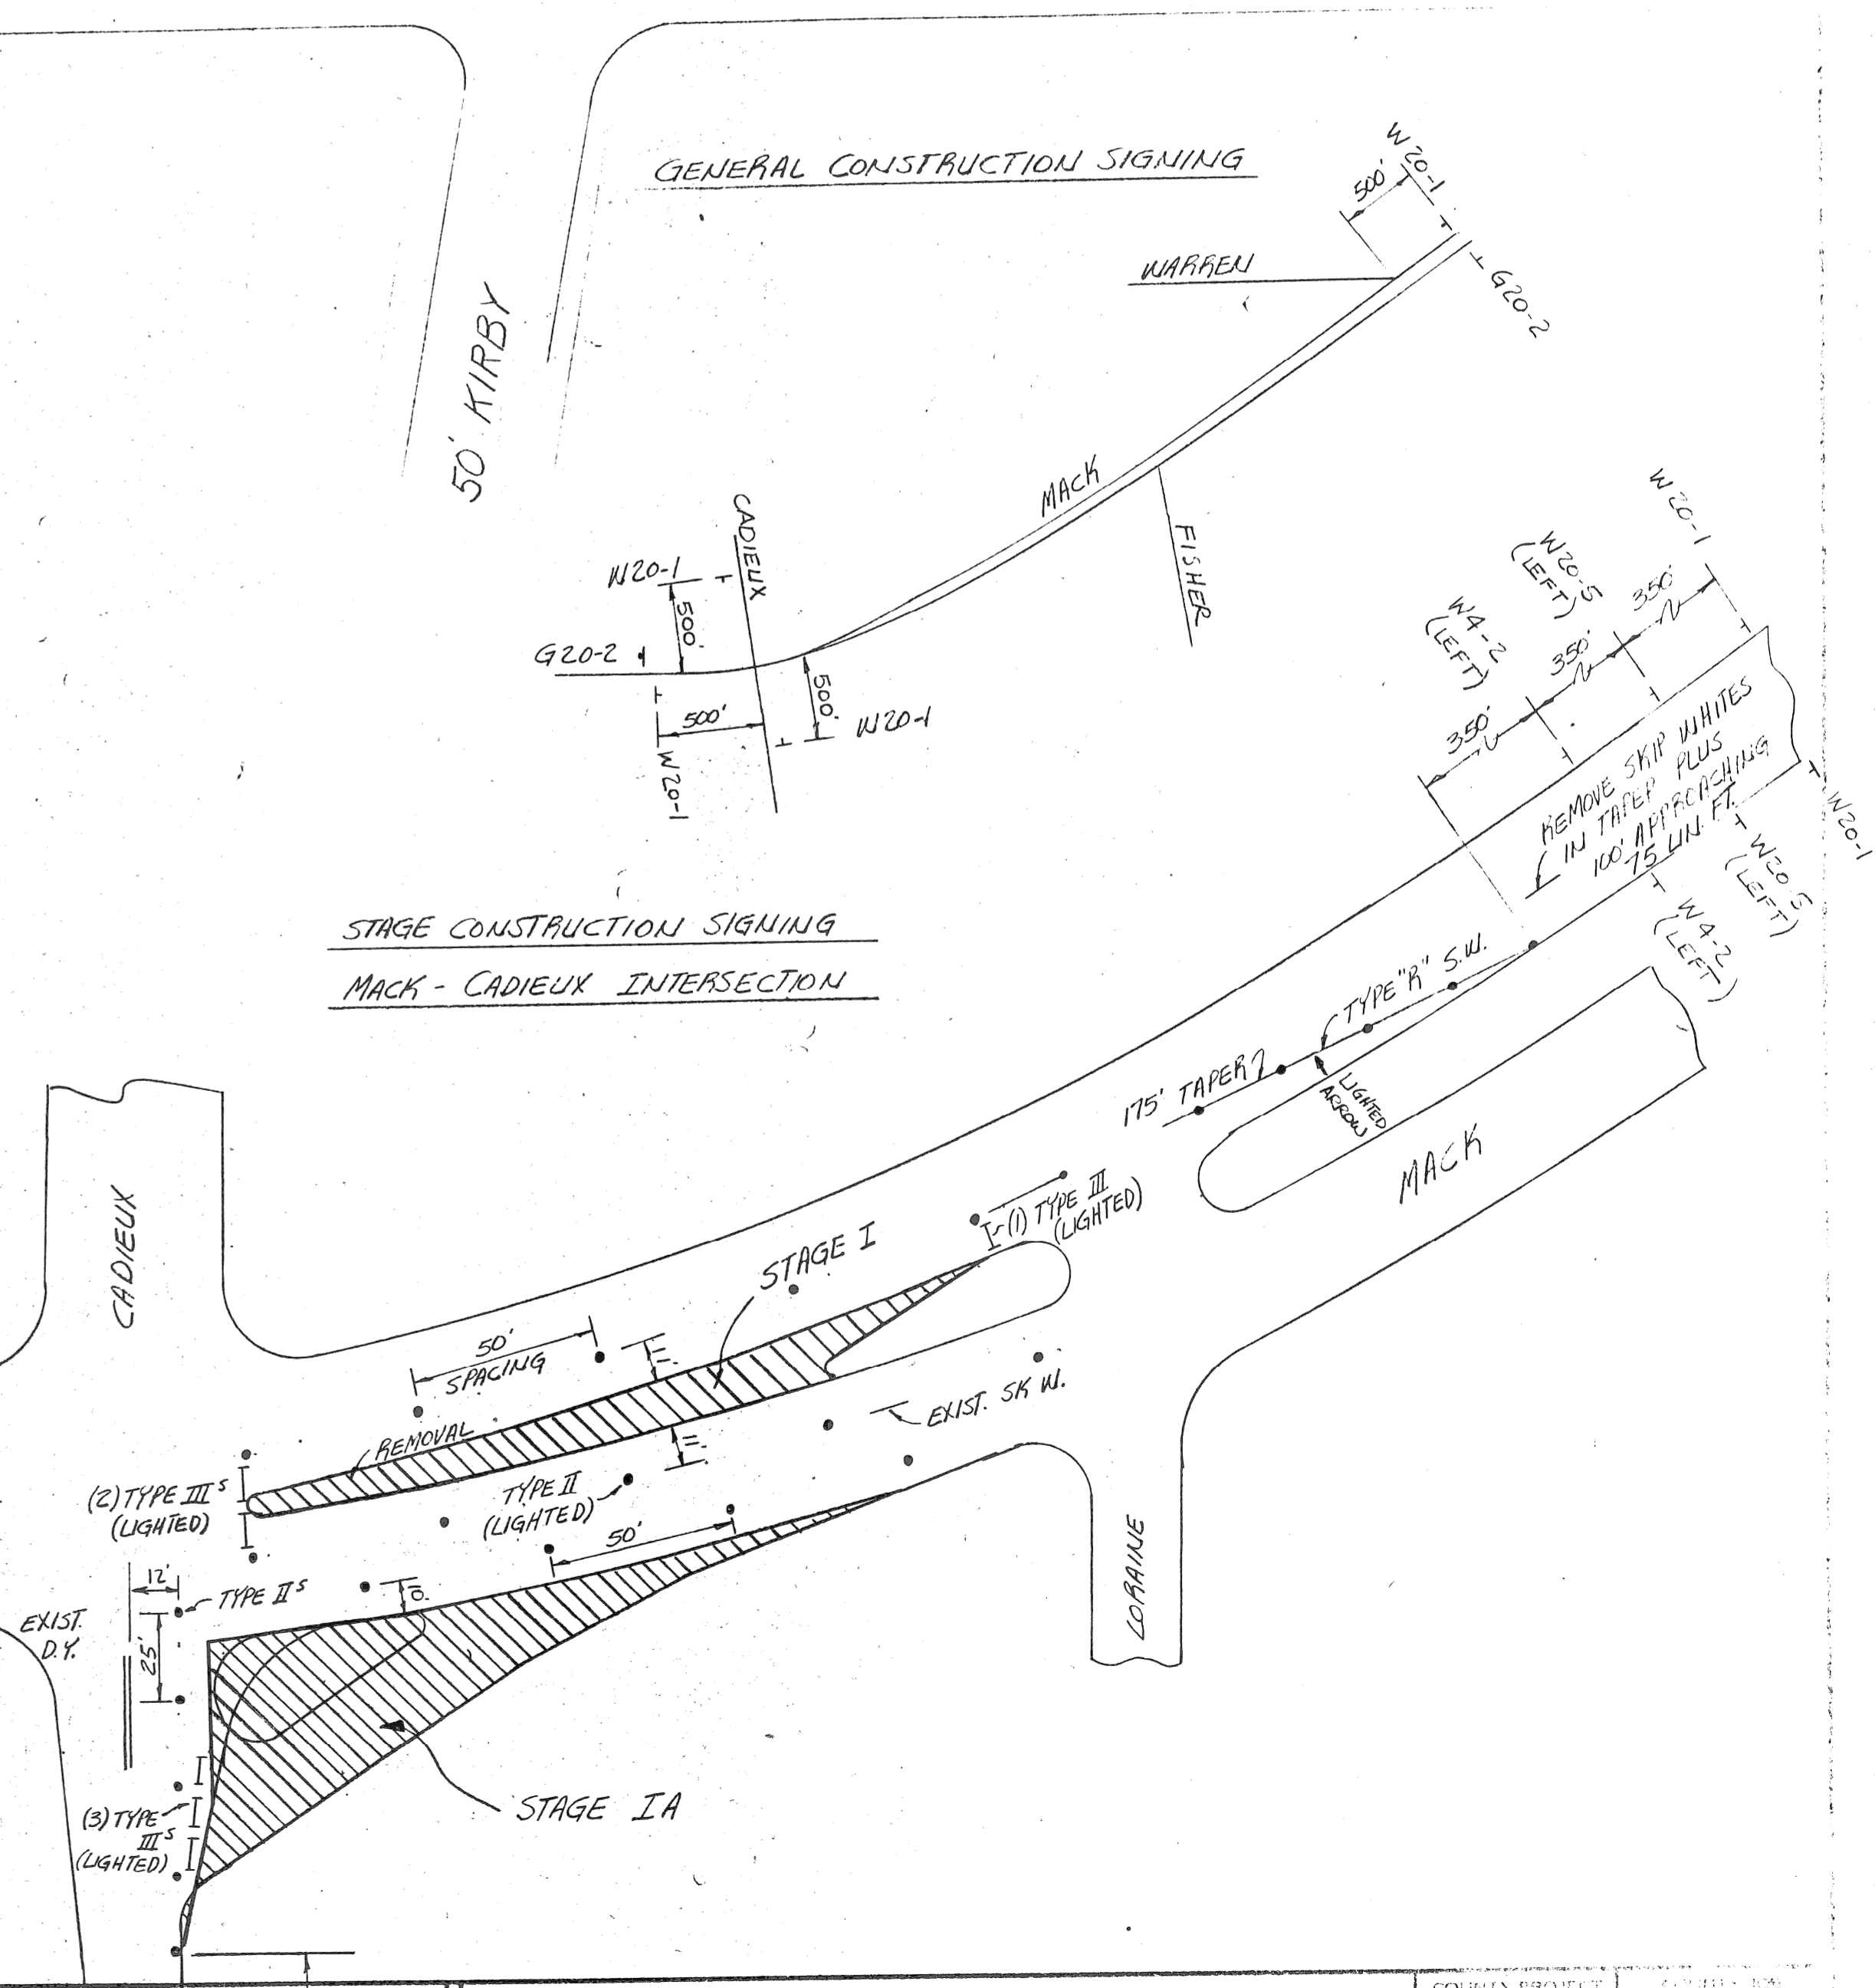 GENERAL CONSTRUCTION SIGNING
W20-1
500'
WARREN
G20-2
50' KIRBY
MACK
CADIEUX
FISHER
W20-1
500'
G20-2
500'
W20-1
500'
W20-1
W20-1
W20-5
(LEFT)
W4-2
(LEFT)
350'
350'
350'
REMOVE SKIP WHITES
IN TAPER PLUS
100' APPROACHING
75 LIN. FT.
W20-1
W20-5
(LEFT)
W4-2
(LEFT)
STAGE CONSTRUCTION SIGNING
MACK - CADIEUX INTERSECTION
TYPE "R" S.W.
175' TAPER
LIGHTED
ARROW
MACK
CADIEUX
(1) TYPE III
(LIGHTED)
STAGE I
50'
SPACING
11'
EXIST. SK W.
REMOVAL
11'
(2) TYPE III S
(LIGHTED)
TYPE II
(LIGHTED)
50'
12'
TYPE II S
10'
EXIST.
D.Y.
25'
LORAINE
STAGE IA
(3) TYPE
III S
(LIGHTED)
COUNTY PROJECT